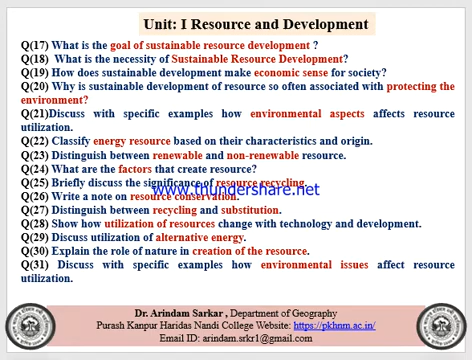 Unit: I Resource and Development
Q(17) What is the goal of sustainable resource development ?
Q(18)  What is the necessity of Sustainable Resource Development?
Q(19) How does sustainable development make economic sense for society?
Q(20) Why is sustainable development of resource so often associated with protecting the
environment?
Q(21)Discuss with specific examples how environmental aspects affects resource
utilization.
Q(22) Classify energy resource based on their characteristics and origin.
Q(23) Distinguish between renewable and non-renewable resource.
Q(24) What are the factors that create resource?
Q(25) Briefly discuss the significance of resource recycling.
www.thundershare.net
Q(26) Write a note on resource conservation.
Q(27) Distinguish between recycling and substitution.
Q(28) Show how utilization of resources change with technology and development.
Q(29) Discuss utilization of alternative energy.
Q(30) Explain the role of nature in creation of the resource.
Q(31) Discuss with specific examples how environmental issues affect resource
utilization.
Dr. Arindam Sarkar , Department of Geography
Purash Kanpur Haridas Nandi College Website: https://pkhnm.ac.in/
Email ID: arindam.srkr1@gmail.com